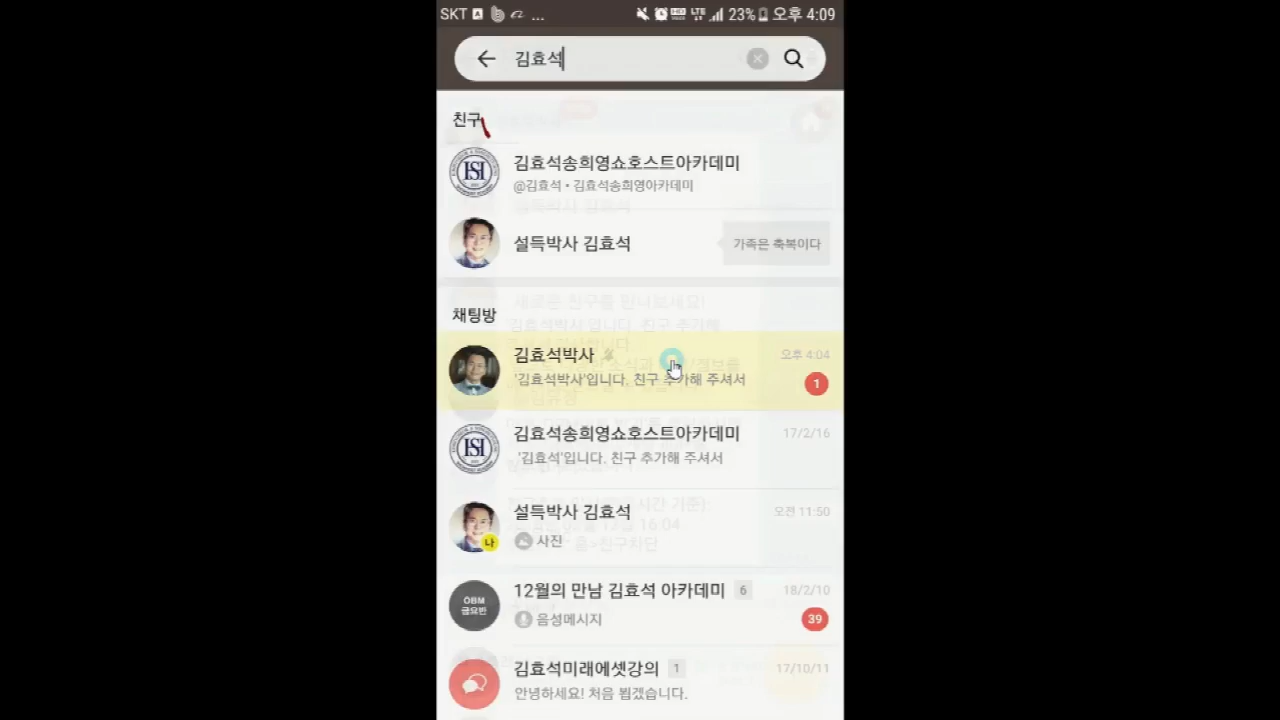 SKT ... 23% 오후 4:09
김효석
친구
김효석송희영쇼호스트아카데미
@김효석 • 김효석송희영아카데미
설득박사 김효석
가족은 축복이다
채팅방
김효석박사
오후 4:04
'김효석박사'입니다. 친구 추가해 주셔서
1
김효석송희영쇼호스트아카데미
17/2/16
'김효석'입니다. 친구 추가해 주셔서
설득박사 김효석
오전 11:50
나
사진
12월의 만남 김효석 아카데미 6
18/2/10
OBM
금요반
음성메시지
39
김효석미래에셋강의 1
17/10/11
안녕하세요! 처음 뵙겠습니다.